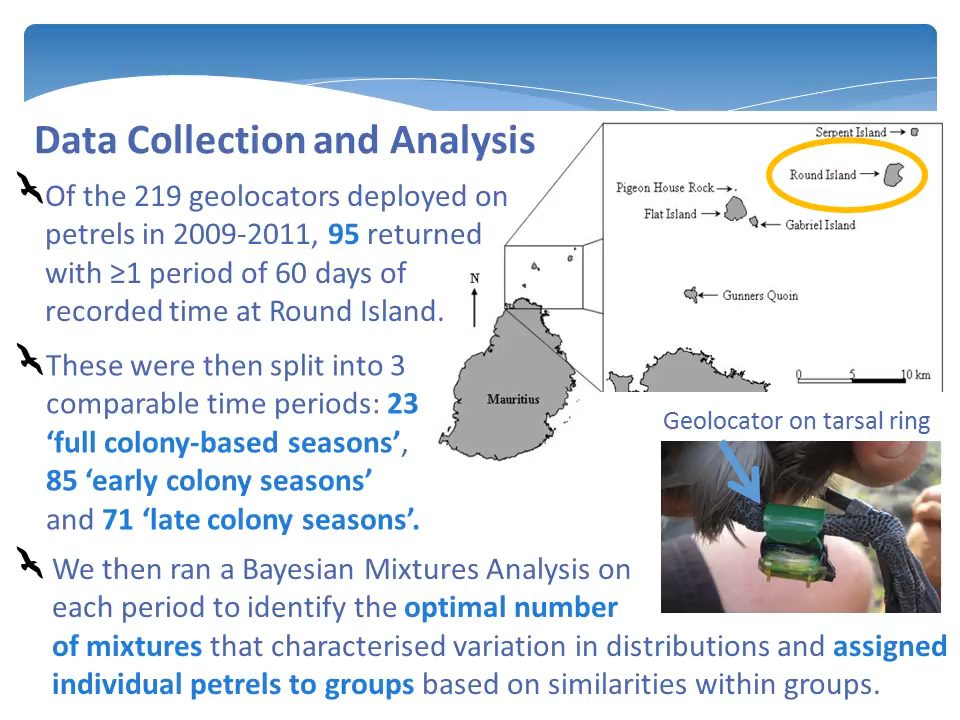 Data Collection and Analysis
Of the 219 geolocators deployed on
petrels in 2009-2011, 95 returned
with ≥1 period of 60 days of
recorded time at Round Island.
These were then split into 3
comparable time periods: 23
‘full colony-based seasons’,
85 ‘early colony seasons’
and 71 ‘late colony seasons’.
We then ran a Bayesian Mixtures Analysis on
each period to identify the optimal number
of mixtures that characterised variation in distributions and assigned
individual petrels to groups based on similarities within groups.
Serpent Island
Round Island
Pigeon House Rock
Flat Island
Gabriel Island
Gunners Quoin
N
Mauritius
0 5 10 km
Geolocator on tarsal ring